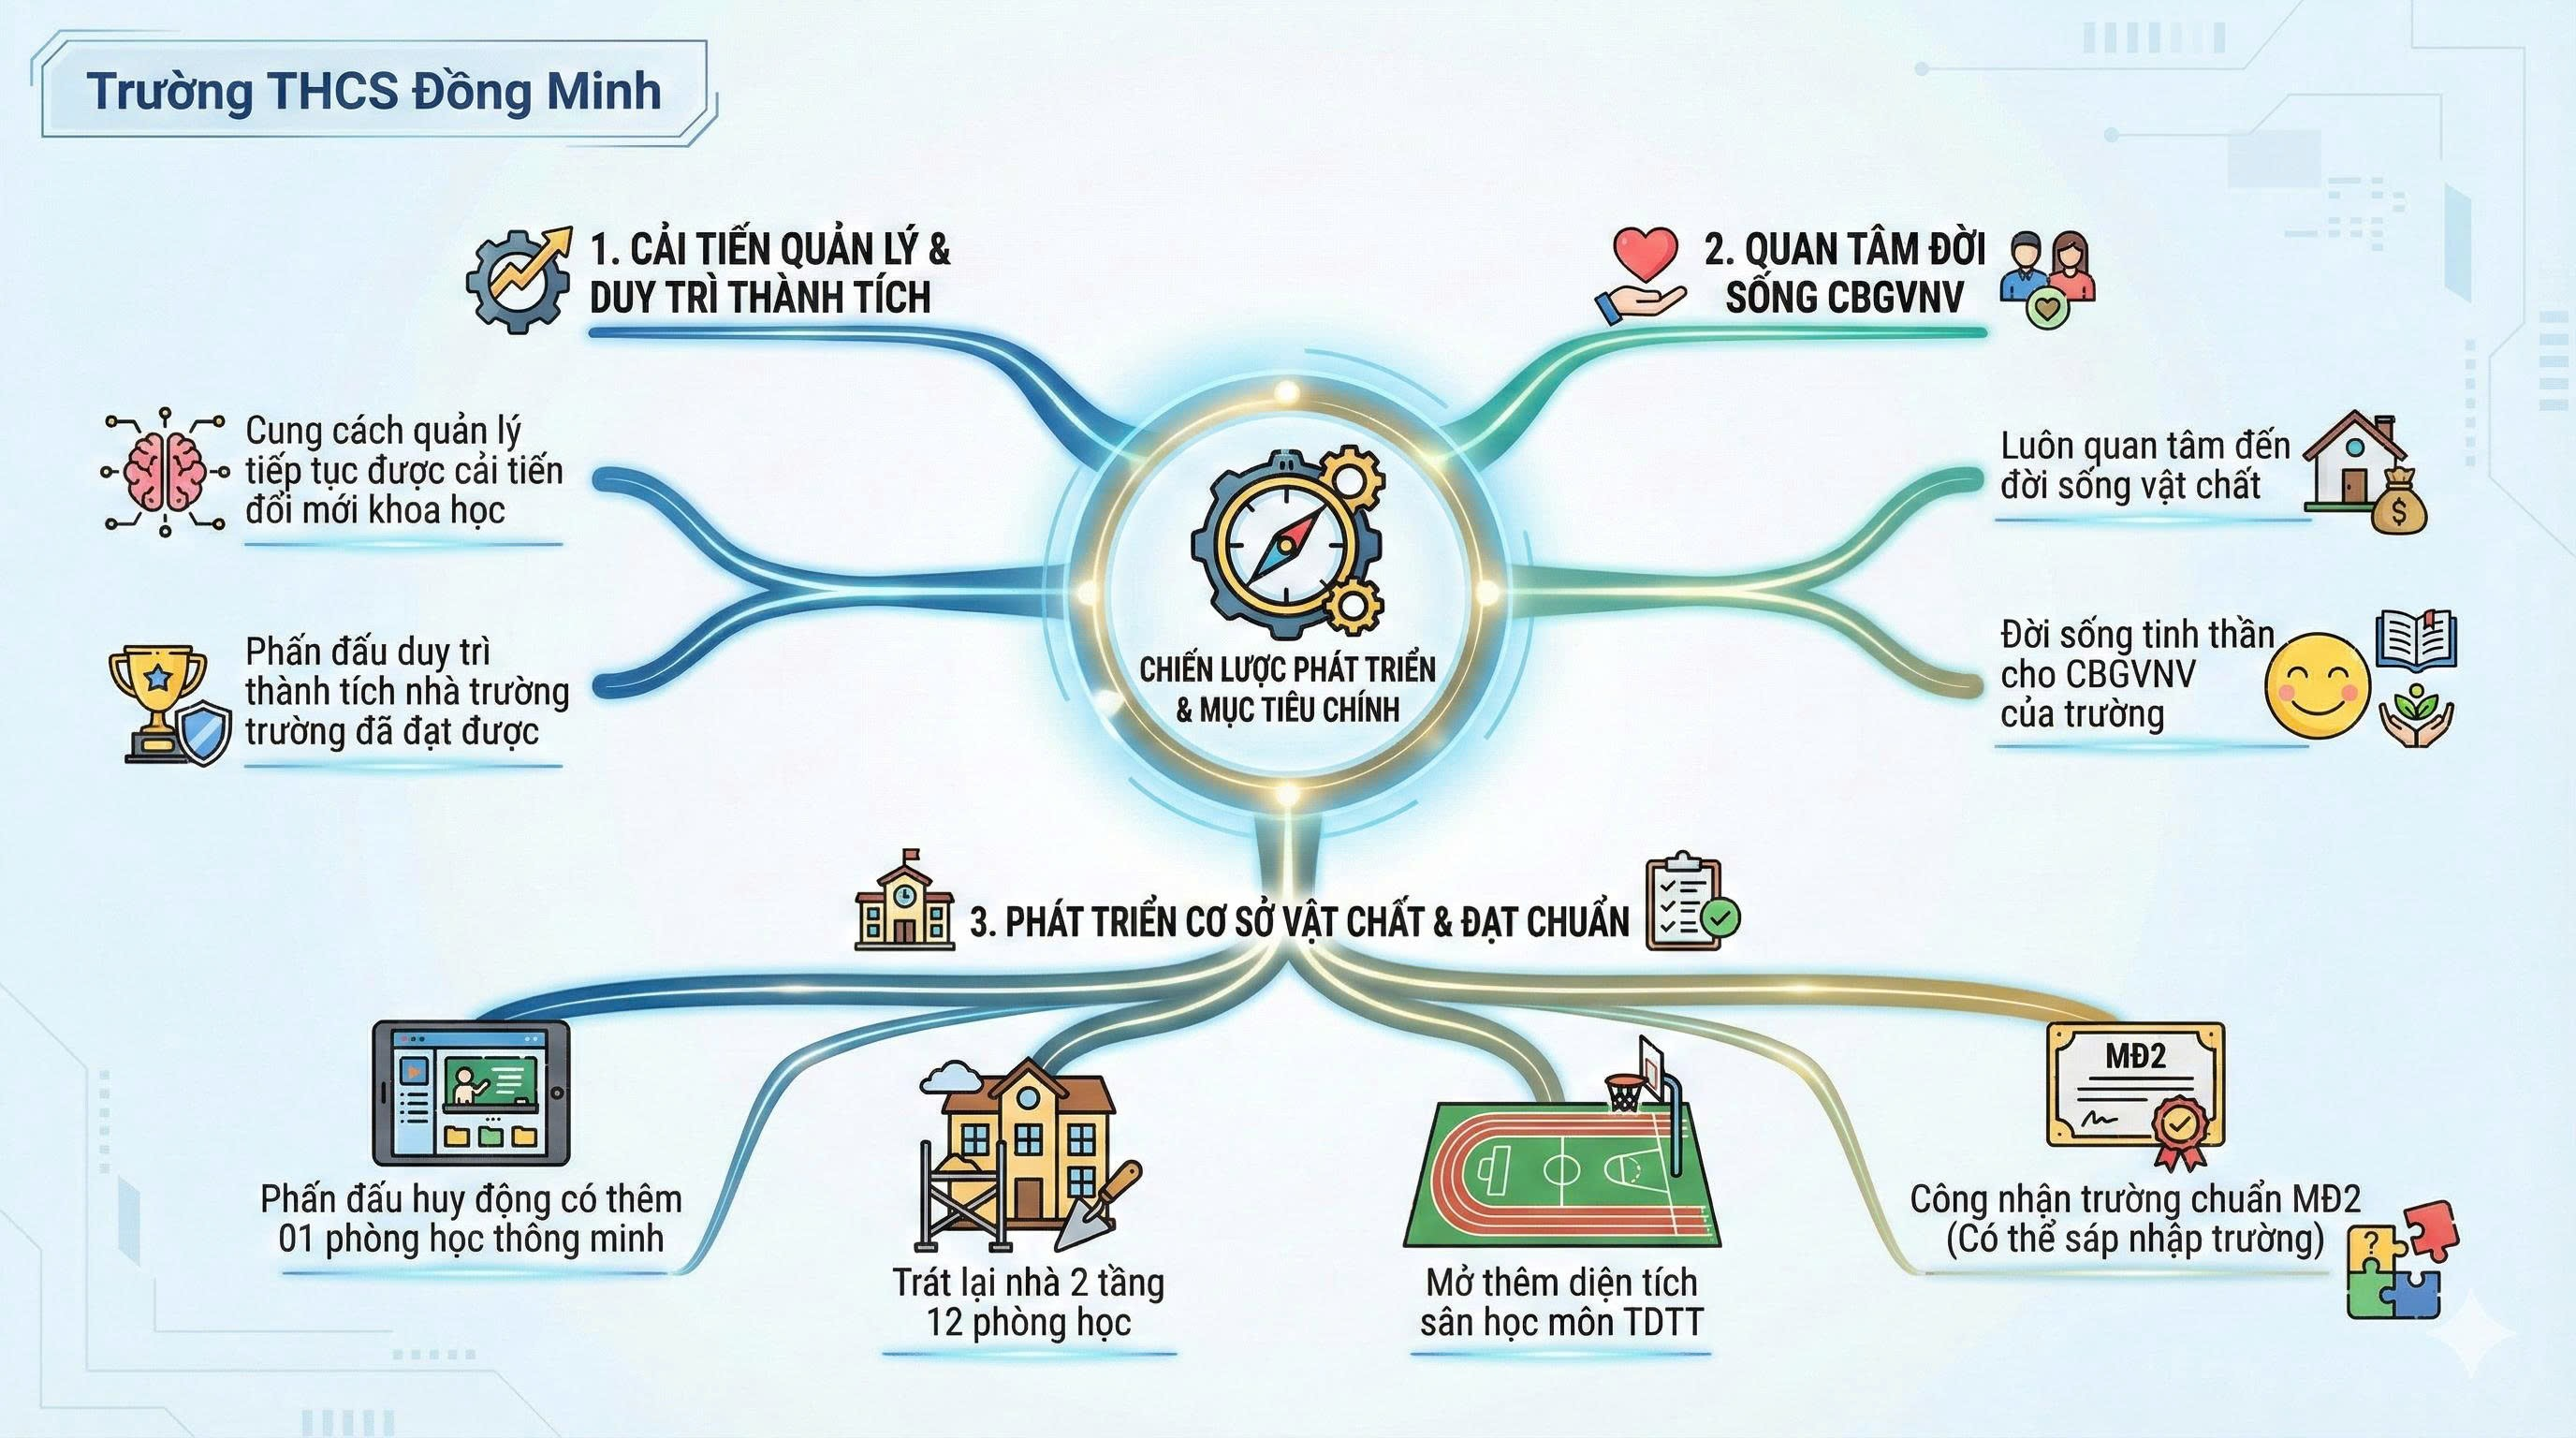 Trường THCS Đồng Minh
1. CẢI TIẾN QUẢN LÝ &
DUY TRÌ THÀNH TÍCH
Cung cách quản lý
tiếp tục được cải tiến
đổi mới khoa học
Phấn đấu duy trì
thành tích nhà trường
trường đã đạt được
2. QUAN TÂM ĐỜI
SỐNG CBGVNV
Luôn quan tâm đến
đời sống vật chất
$
Đời sống tinh thần
cho CBGVNV
của trường
CHIẾN LƯỢC PHÁT TRIỂN
& MỤC TIÊU CHÍNH
3. PHÁT TRIỂN CƠ SỞ VẬT CHẤT & ĐẠT CHUẨN
Phấn đấu huy động có thêm
01 phòng học thông minh
Trát lại nhà 2 tầng
12 phòng học
Mở thêm diện tích
sân học môn TDTT
MĐ2
Công nhận trường chuẩn MĐ2
(Có thể sáp nhập trường)
?